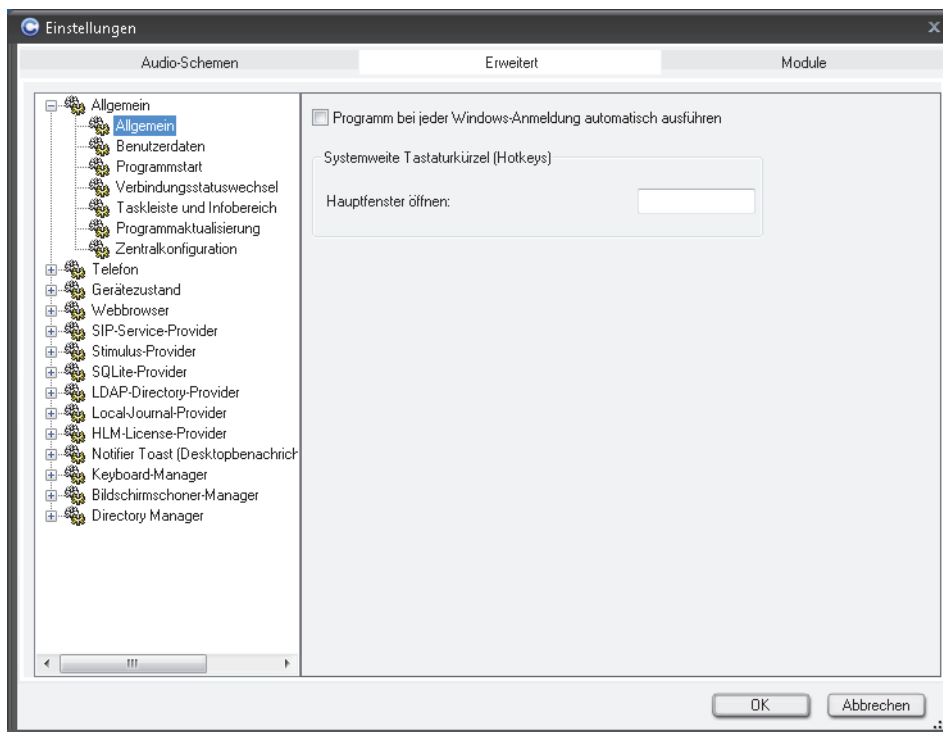 Einstellungen
Audio-Schemen
Erweitert
Module
Allgemein
Allgemein
Benutzerdaten
Programmstart
Verbindungsstatuswechsel
Taskleiste und Infobereich
Programmaktualisierung
Zentralkonfiguration
Telefon
Gerätezustand
Webbrowser
SIP-Service-Provider
Stimulus-Provider
SQLite-Provider
LDAP-Directory-Provider
Local-Journal-Provider
HLM-License-Provider
Notifier Toast (Desktopbenachrich
Keyboard-Manager
Bildschirmschoner-Manager
Directory Manager
Programm bei jeder Windows-Anmeldung automatisch ausführen
Systemweite Tastaturkürzel (Hotkeys)
Hauptfenster öffnen:
OK
Abbrechen